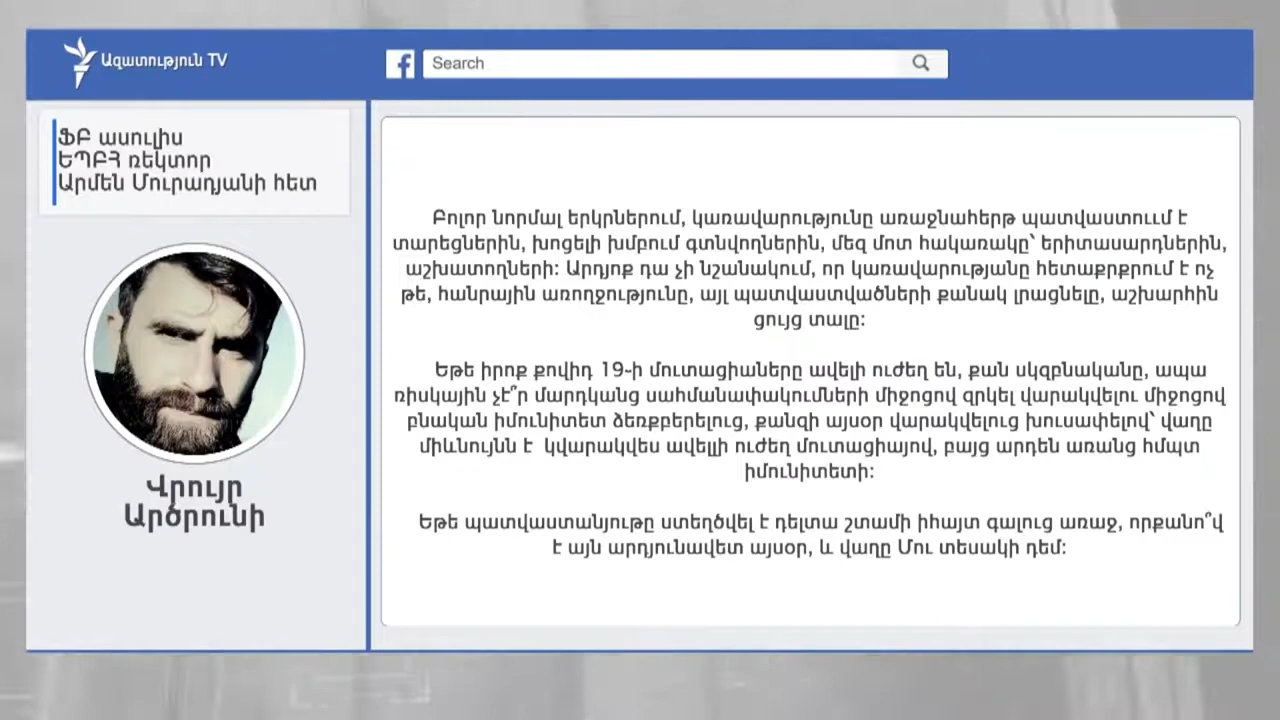 Ազատություն TV
Search
ՖԲ ասուլիս
ԵՊԲՀ ռեկտոր
Արմեն Մուրադյանի հետ
Վրույր
Արծրունի
Բոլոր նորմալ երկրներում, կառավարությունը առաջնահերթ պատվաստուում է
տարեցներին, խոցելի խմբում գտնվողներին, մեզ մոտ հակառակը՝ երիտասարդներին,
աշխատողների: Արդյոք դա չի նշանակում, որ կառավարությանը հետաքրքրում է ոչ
թե, հանրային առողջությունը, այլ պատվաստվածների քանակ լրացնելը, աշխարհին
ցույց տալը:
Եթե իրոք քովիդ 19-ի մուտացիաները ավելի ուժեղ են, քան սկզբնականը, ապա
ռիսկային չէ՞ր մարդկանց սահմանափակումների միջոցով զրկել վարակվելու միջոցով
բնական իմունիտետ ձեռքբերելուց, քանզի այսօր վարակվելուց խուսափելով՝ վաղը
միևնույնն է կվարակվես ավելլի ուժեղ մուտացիայով, բայց արդեն առանց հմպտ
իմունիտետի:
Եթե պատվաստանյութը ստեղծվել է դելտա շտամի իհայտ գալուց առաջ, որքանո՞վ
է այն արդյունավետ այսօր, և վաղը Մու տեսակի դեմ: